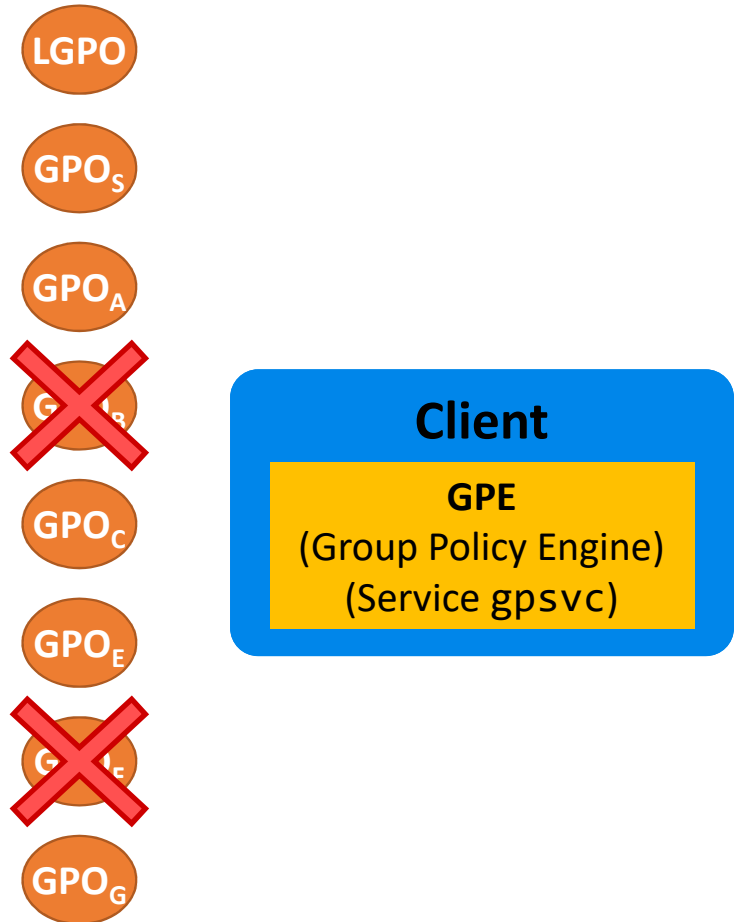 LGPO
GPOS
GPOA
GPOC
GPOE
GPOG
Client
GPE
(Group Policy Engine)
(Service gpsvc)